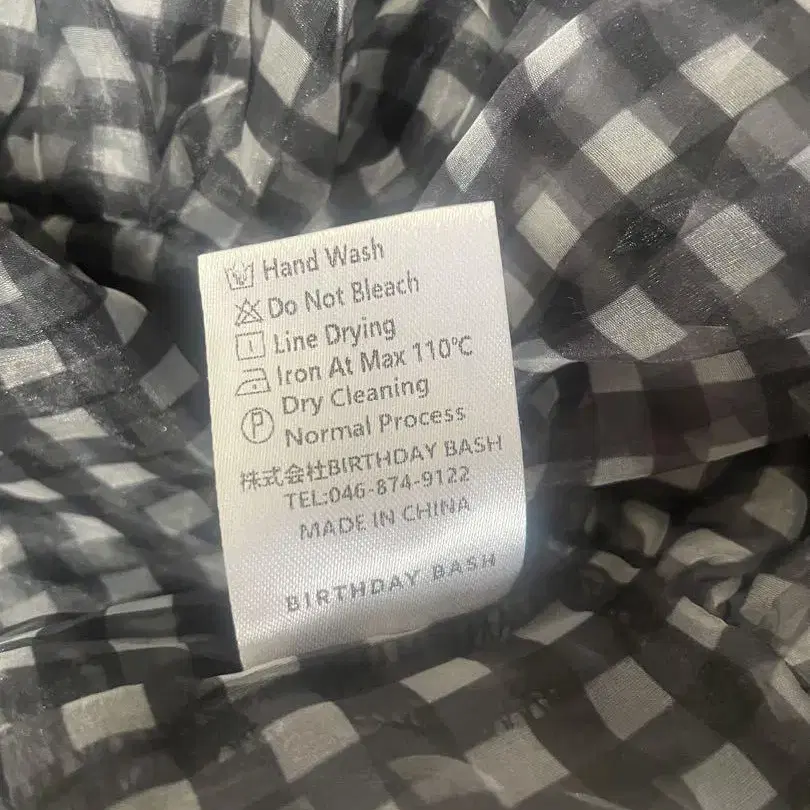 Hand Wash
Do Not Bleach
Line Drying
Iron At Max 110℃
Dry Cleaning
Normal Process
株式会社BIRTHDAY BASH
TEL:046-874-9122
MADE IN CHINA
BIRTHDAY BASH